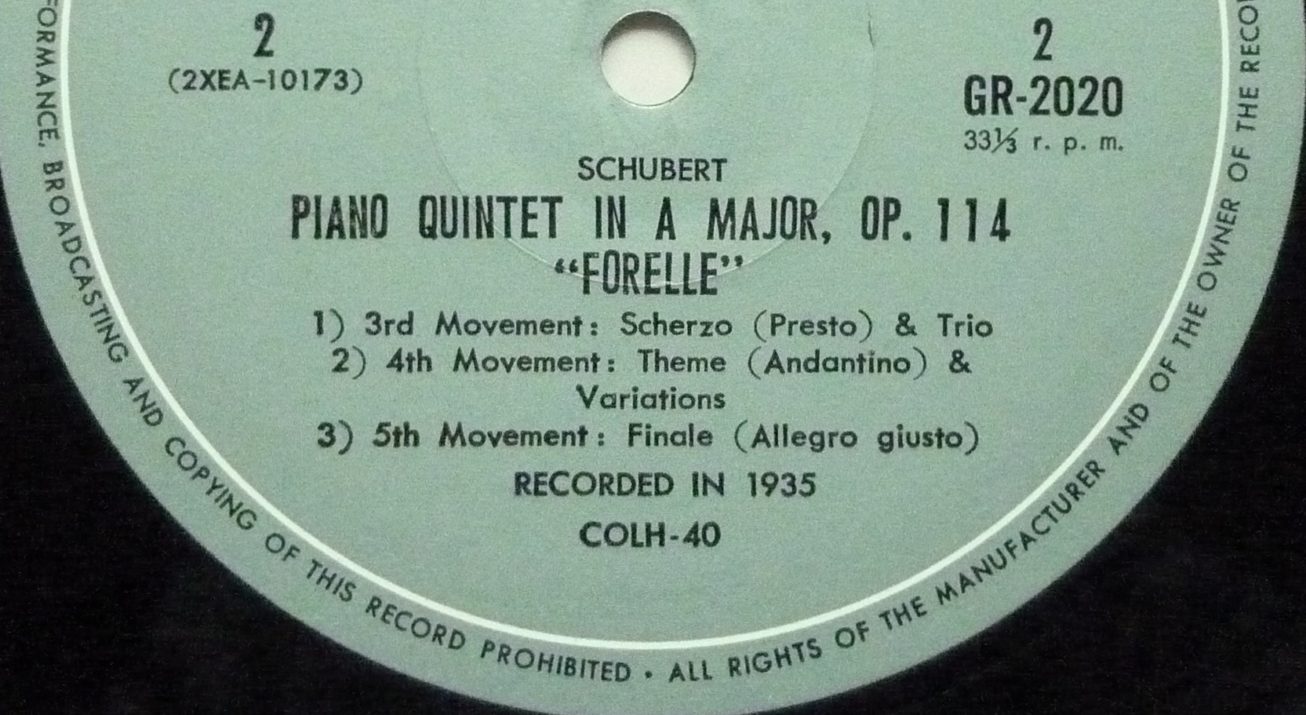 2
(2XEA-10173)
2
GR-2020
33⅓ r. p. m.
SCHUBERT
PIANO QUINTET IN A MAJOR, OP. 114
“FORELLE”
1) 3rd Movement: Scherzo (Presto) & Trio
2) 4th Movement: Theme (Andantino) &
Variations
3) 5th Movement: Finale (Allegro giusto)
RECORDED IN 1935
COLH-40
BROADCASTING AND COPYING OF THIS RECORD PROHIBITED • ALL RIGHTS OF THE MANUFACTURER AND OF THE OWNER OF THE